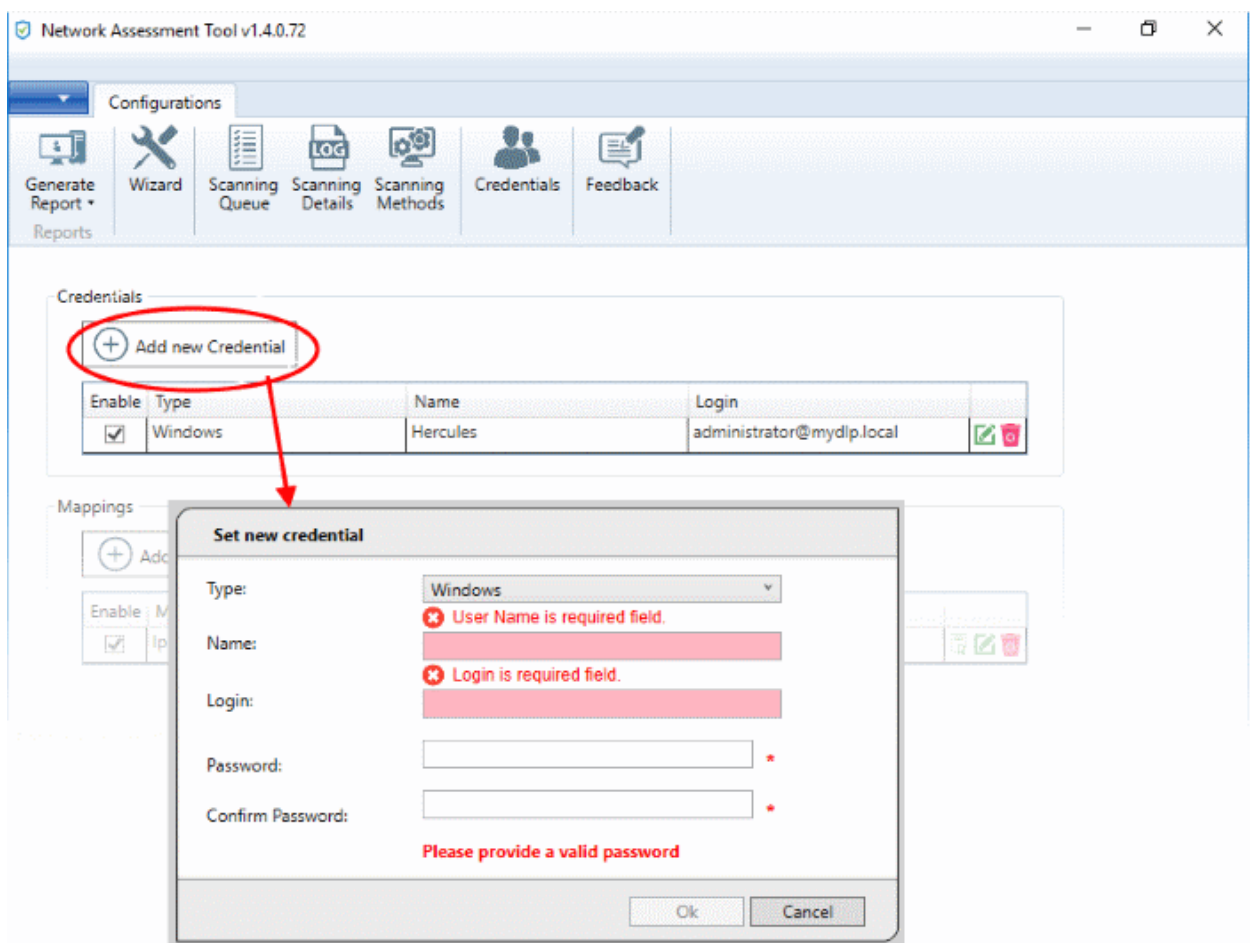 Network Assessment Tool v1.4.0.72
Configurations
Generate Report
Wizard
Scanning Queue
Scanning Details
LOG
Scanning Methods
Credentials
Feedback
Reports
Credentials
Add new Credential
Enable Type Name Login
Windows Hercules administrator@mydlp.local
Mappings
Enable
Set new credential
Type: Windows
User Name is required field.
Name:
Login is required field.
Login:
Password: *
Confirm Password: *
Please provide a valid password
Ok Cancel